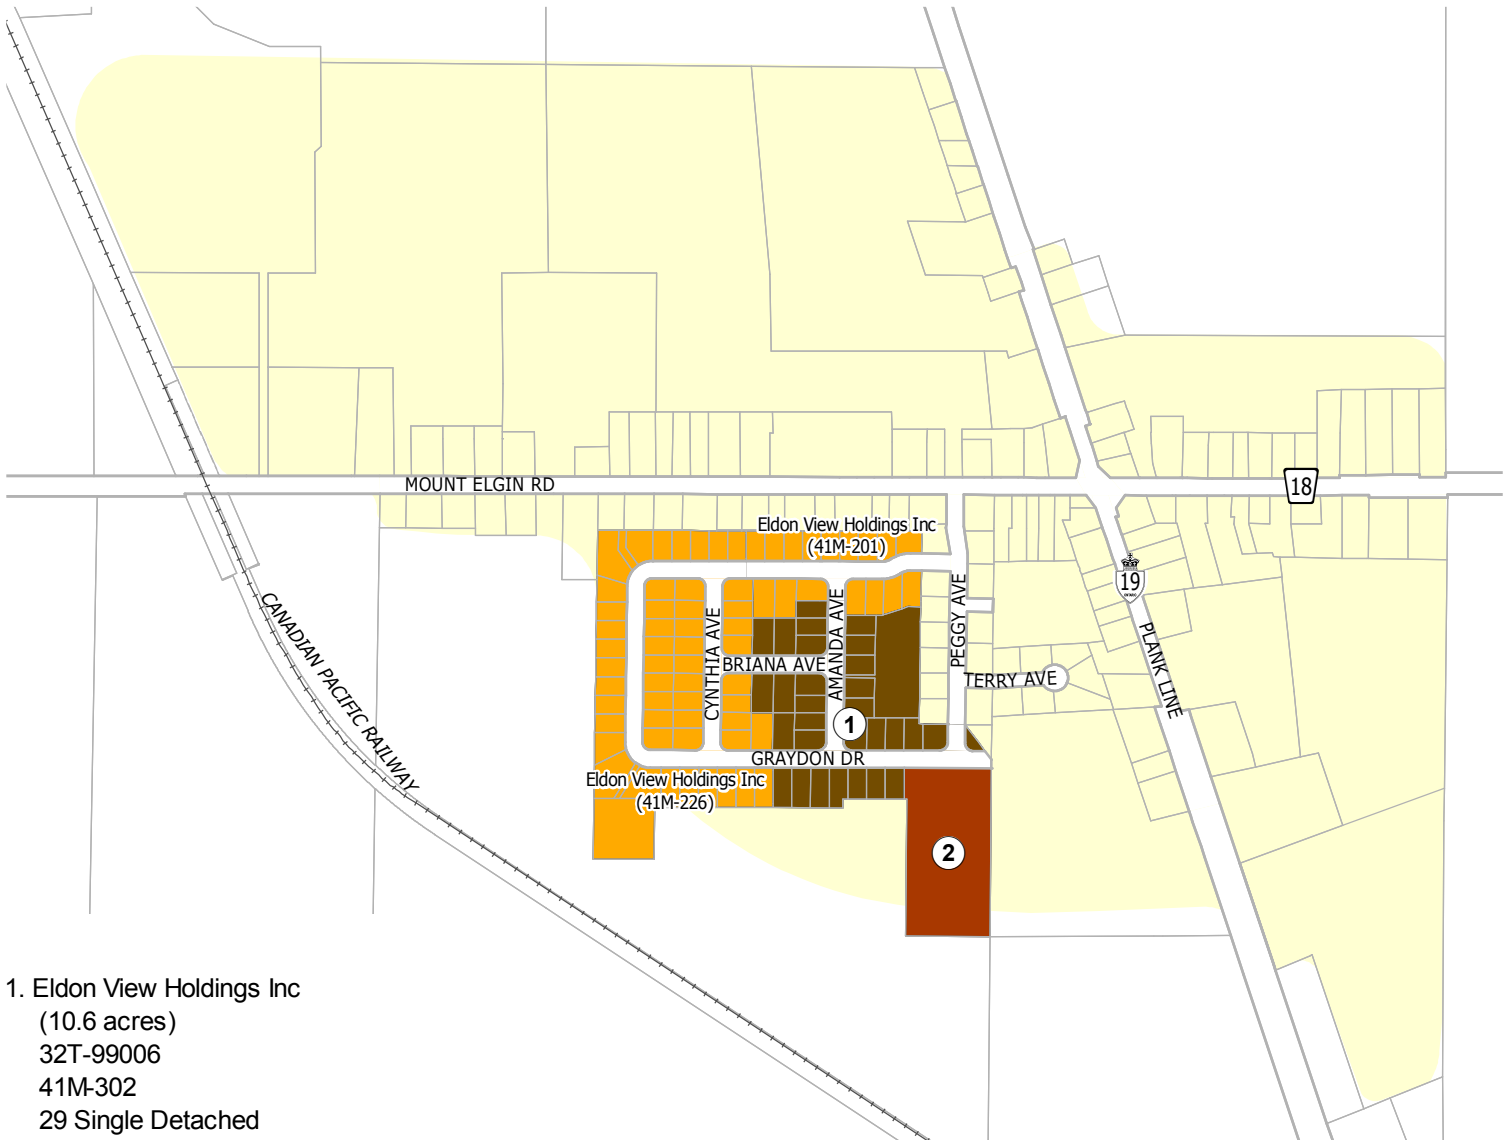 MOUNT ELGIN RD
18
Eldon View Holdings Inc
(41M-201)
19
ONTARIO
CANADIAN PACIFIC RAILWAY
CYNTHIA AVE
BRIANA AVE
AMANDA AVE
PEGGY AVE
TERRY AVE
PLANK LINE
1
GRAYDON DR
Eldon View Holdings Inc
(41M-226)
2
1. Eldon View Holdings Inc
(10.6 acres)
32T-99006
41M-302
29 Single Detached